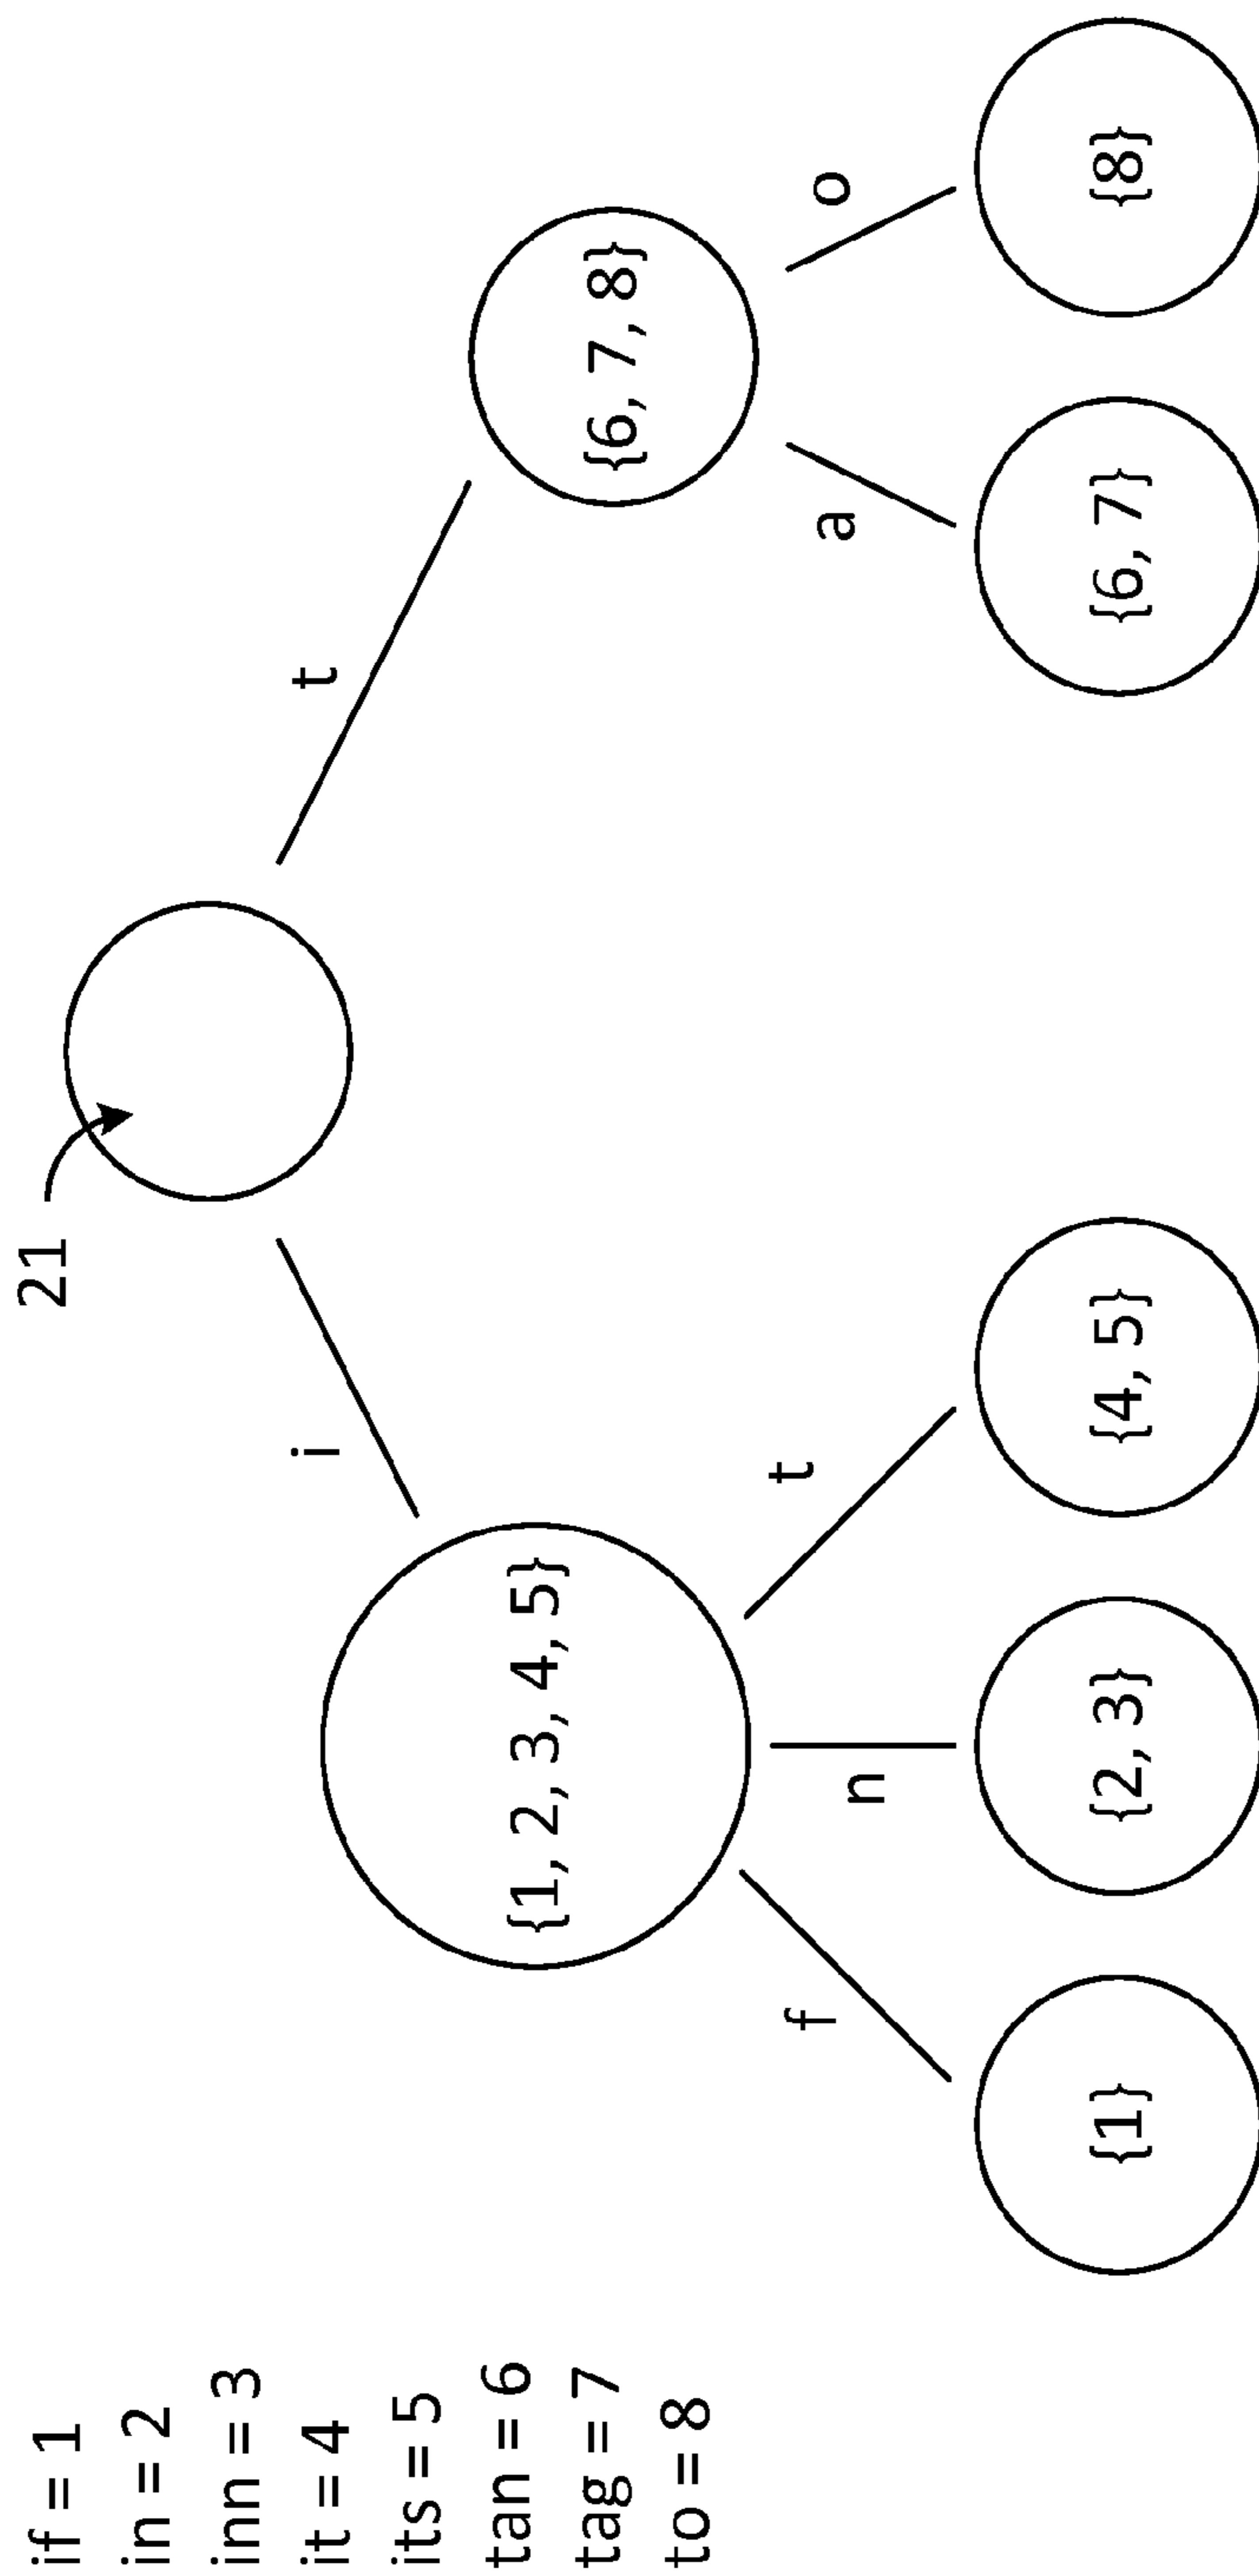 if = 1
in = 2
inn = 3
it = 4
its = 5
tan = 6
tag = 7
to = 8
21
i
t
{1, 2, 3, 4, 5}
{6, 7, 8}
f
n
t
a
o
{1}
{2, 3}
{4, 5}
{6, 7}
{8}